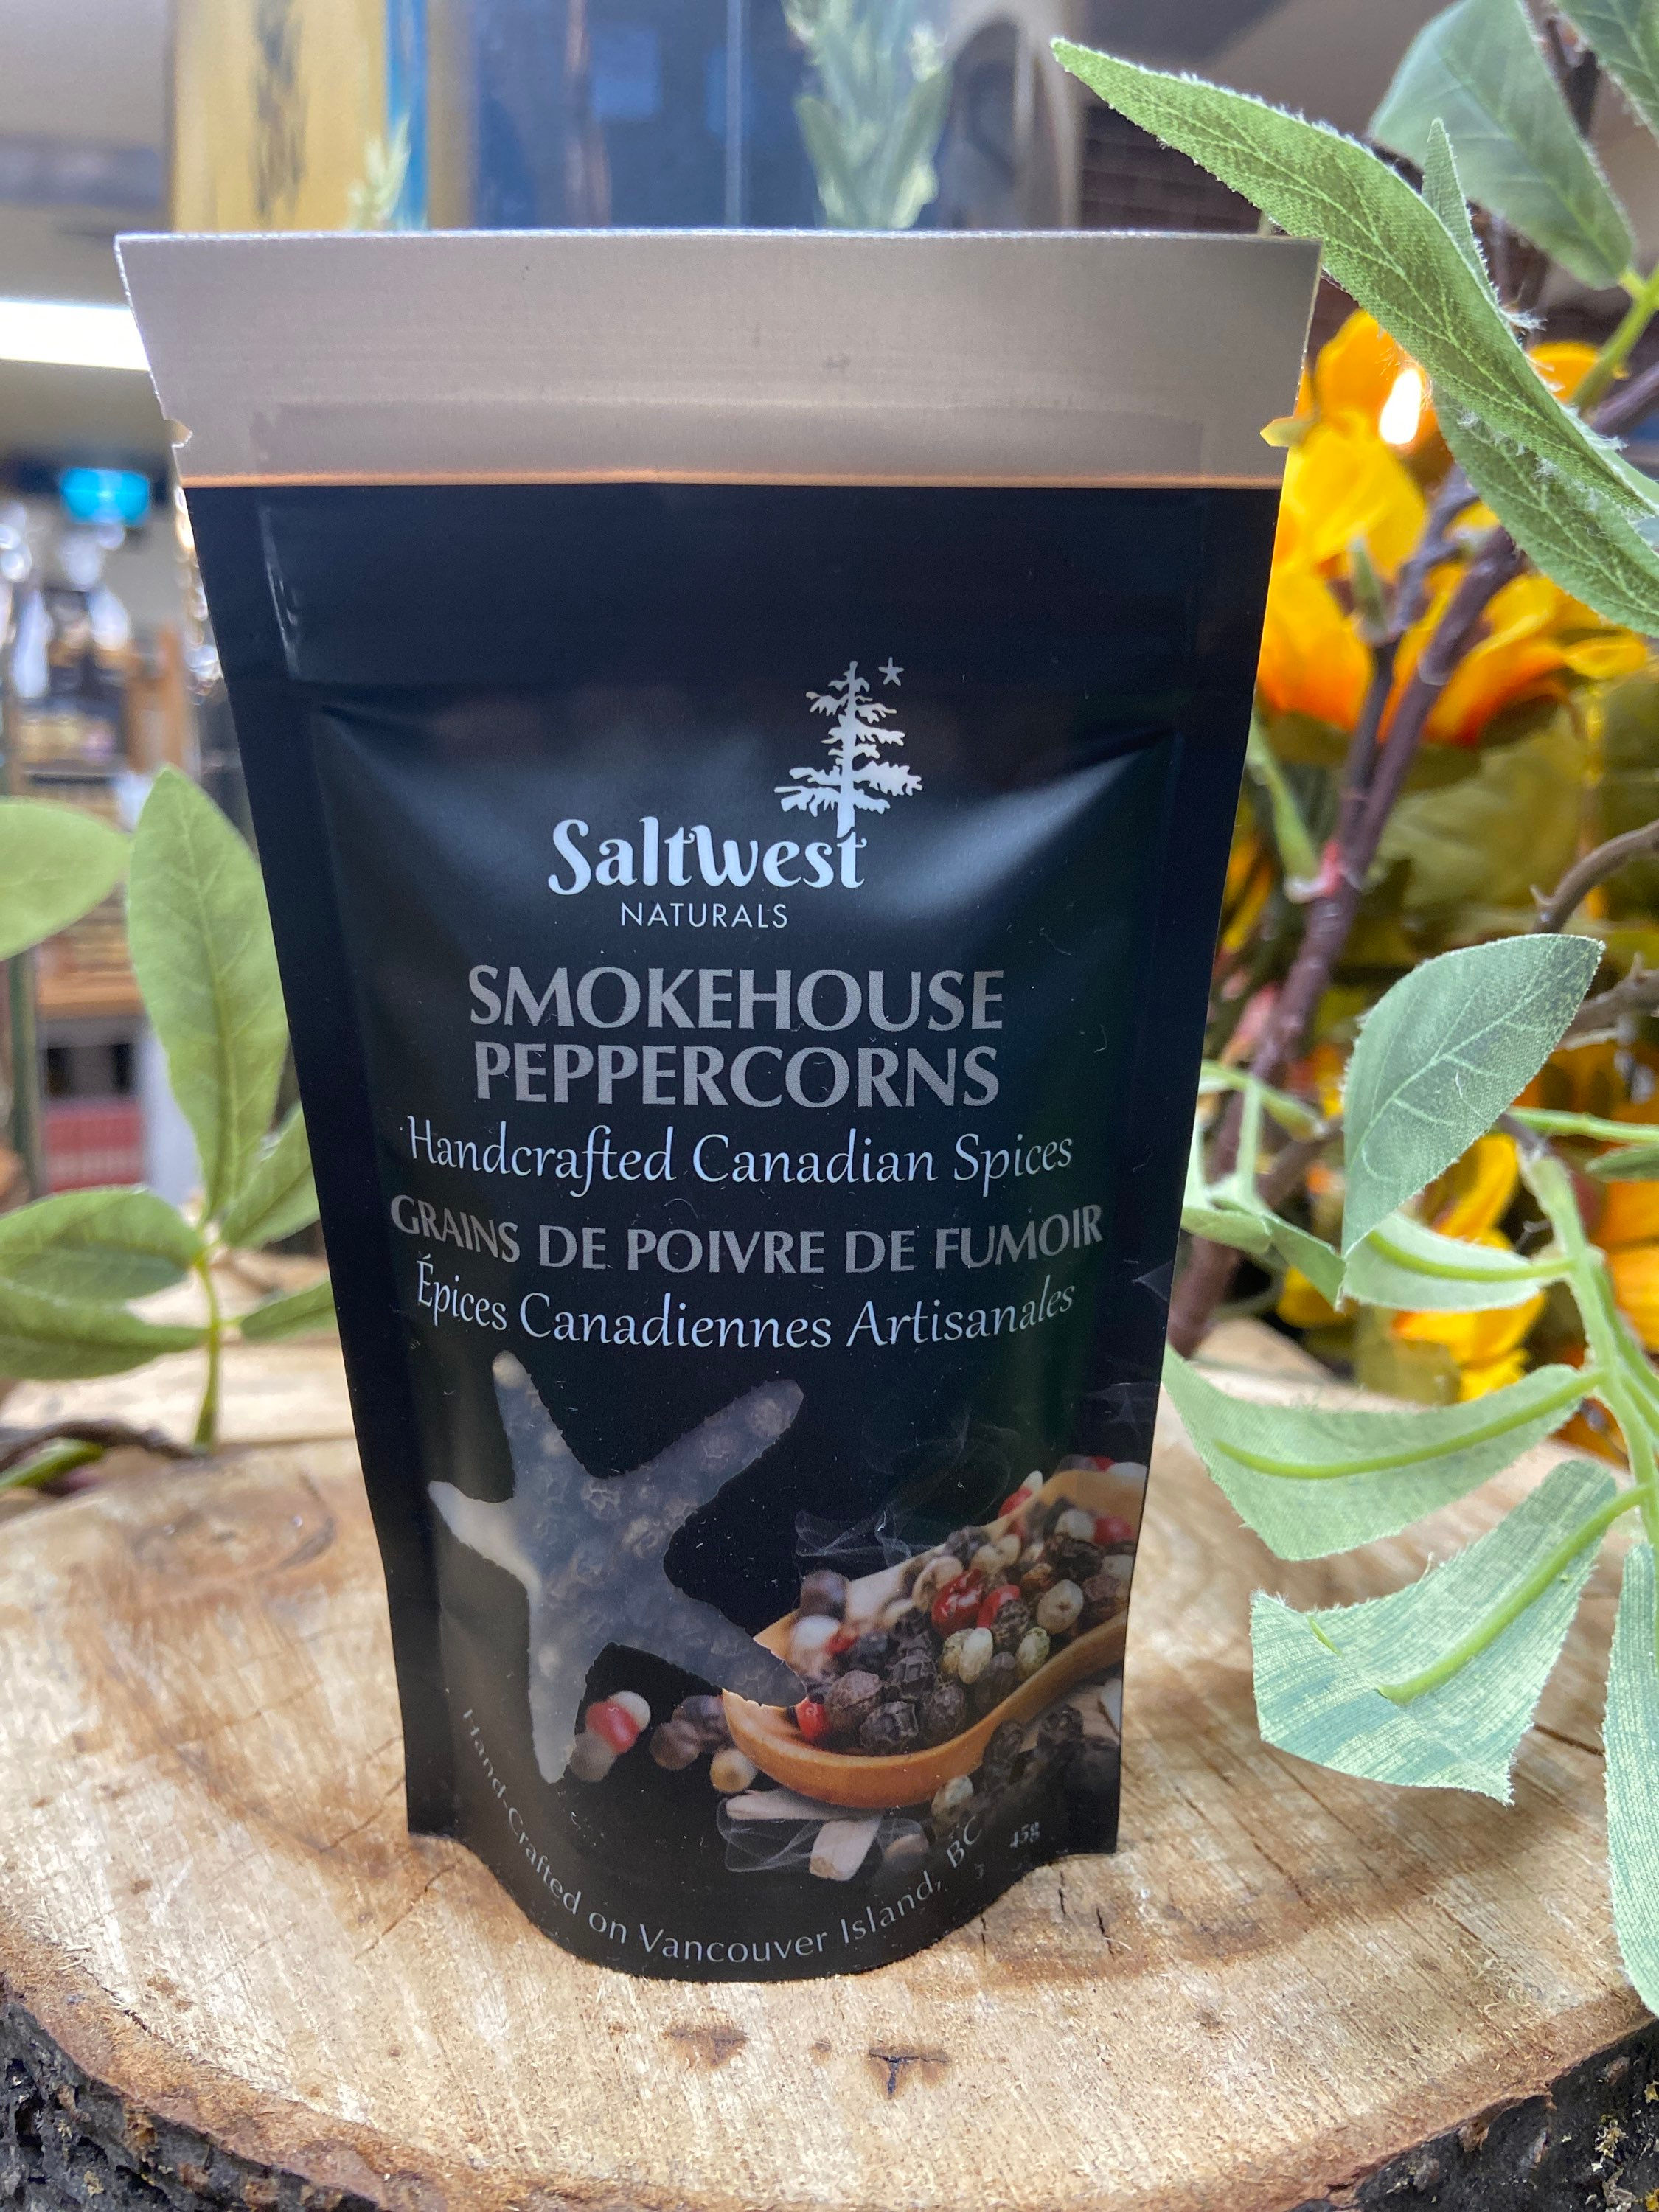 SaltWest
NATURALS
SMOKEHOUSE
PEPPERCORNS
Handcrafted Canadian Spices
GRAINS DE POIVRE DE FUMOIR
Épices Canadiennes Artisanales
Hand-Crafted on Vancouver Island, BC
45g